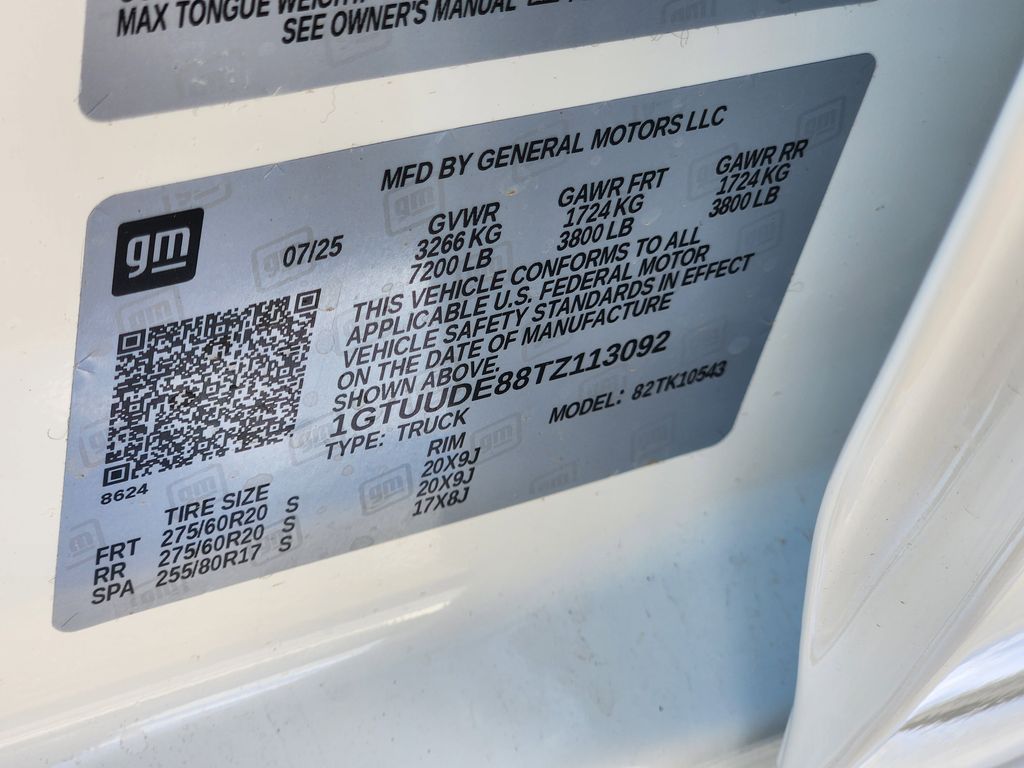 MAX TONGUE WEIGHT
SEE OWNER'S MANUAL
MFD BY GENERAL MOTORS LLC
gm
07/25
GVWR
3266 KG
7200 LB
GAWR FRT
1724 KG
3800 LB
GAWR RR
1724 KG
3800 LB
THIS VEHICLE CONFORMS TO ALL
APPLICABLE U.S. FEDERAL MOTOR
VEHICLE SAFETY STANDARDS IN EFFECT
ON THE DATE OF MANUFACTURE
SHOWN ABOVE.
1GTUUDE88TZ113092
TYPE: TRUCK
MODEL: 82TK10543
8624
TIRE SIZE RIM
FRT 275/60R20 S 20X9J
RR 275/60R20 S 20X9J
SPA 255/80R17 S 17X8J